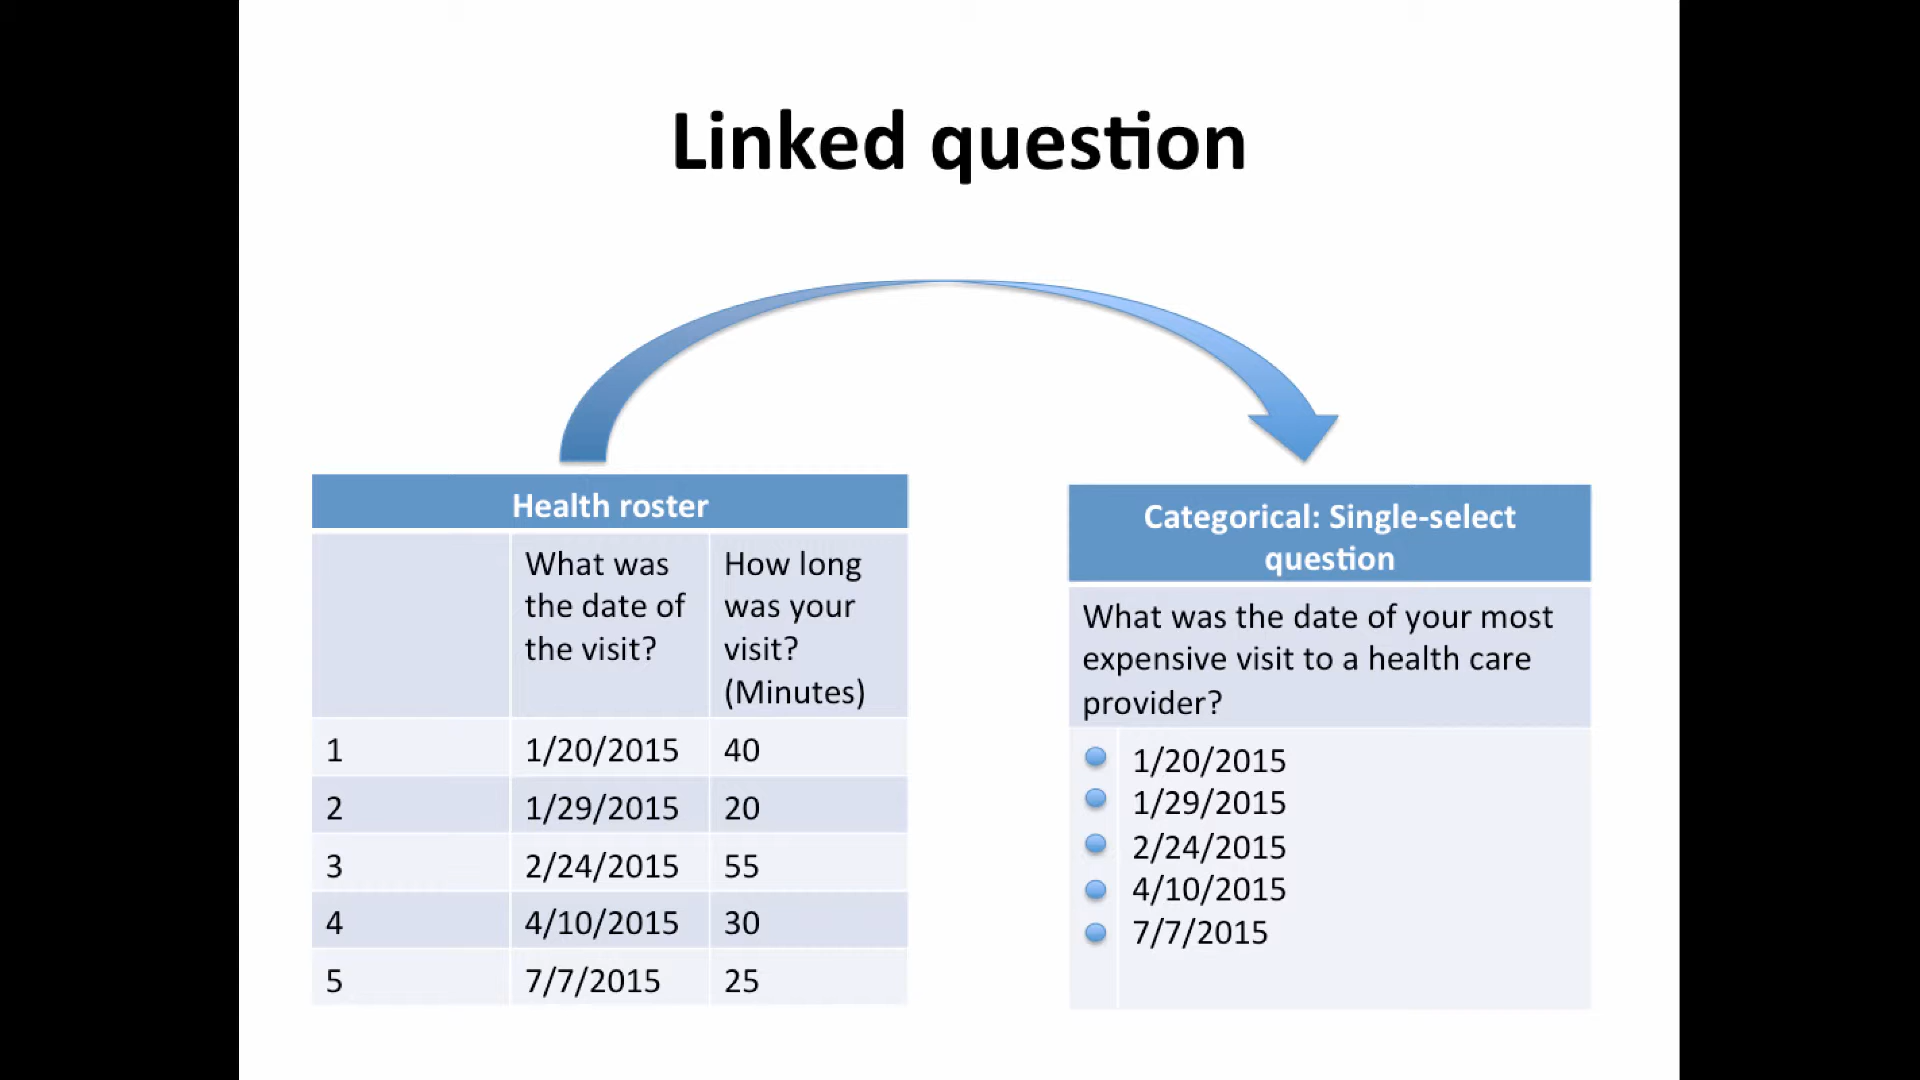 Linked question
Health roster
What was
the date of
the visit?
How long
was your
visit?
(Minutes)
1 1/20/2015 40
2 1/29/2015 20
3 2/24/2015 55
4 4/10/2015 30
5 7/7/2015 25
Categorical: Single-select
question
What was the date of your most
expensive visit to a health care
provider?
1/20/2015
1/29/2015
2/24/2015
4/10/2015
7/7/2015